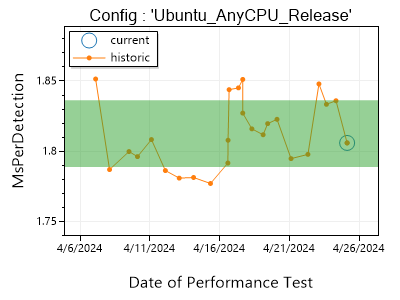 Config : 'Ubuntu_AnyCPU_Release'
current
historic
MsPerDetection
1.85
1.8
1.75
4/6/2024 4/11/2024 4/16/2024 4/21/2024 4/26/2024
Date of Performance Test